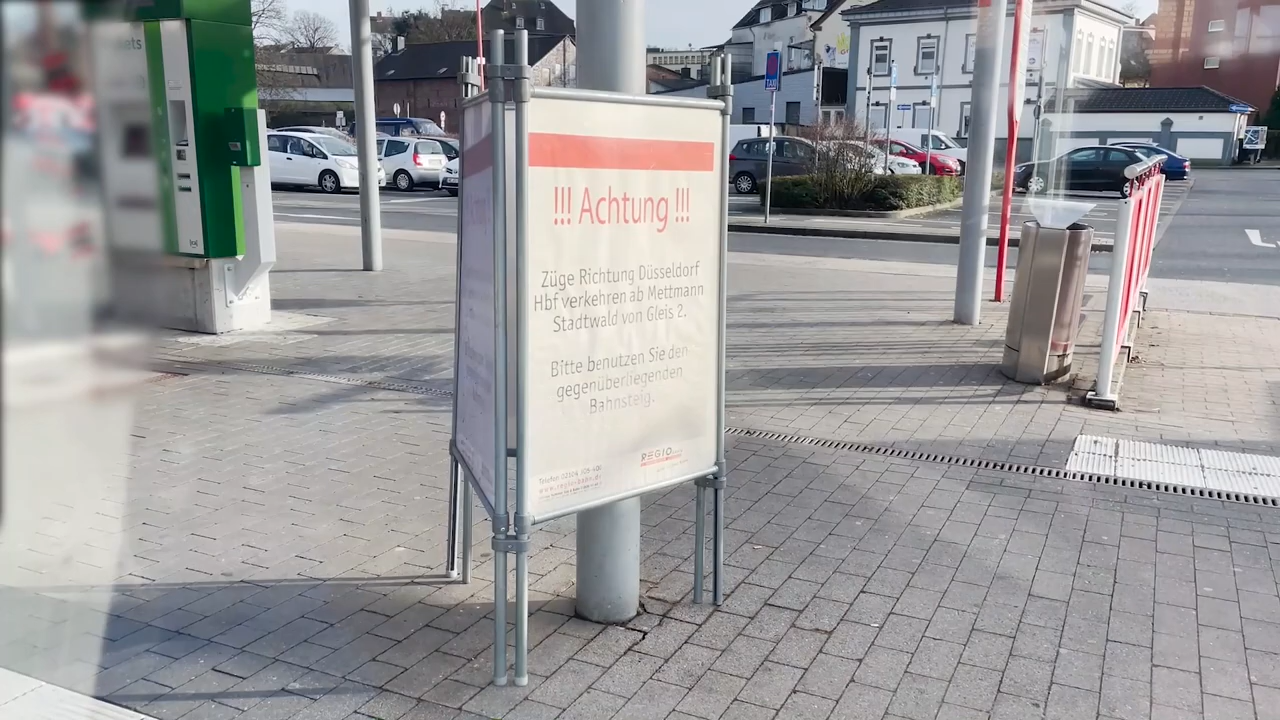 !!! Achtung !!!
Züge Richtung Düsseldorf
Hbf verkehren ab Mettmann
Stadtwald von Gleis 2.
Bitte benutzen Sie den
gegenüberliegenden
Bahnsteig.
REGIO